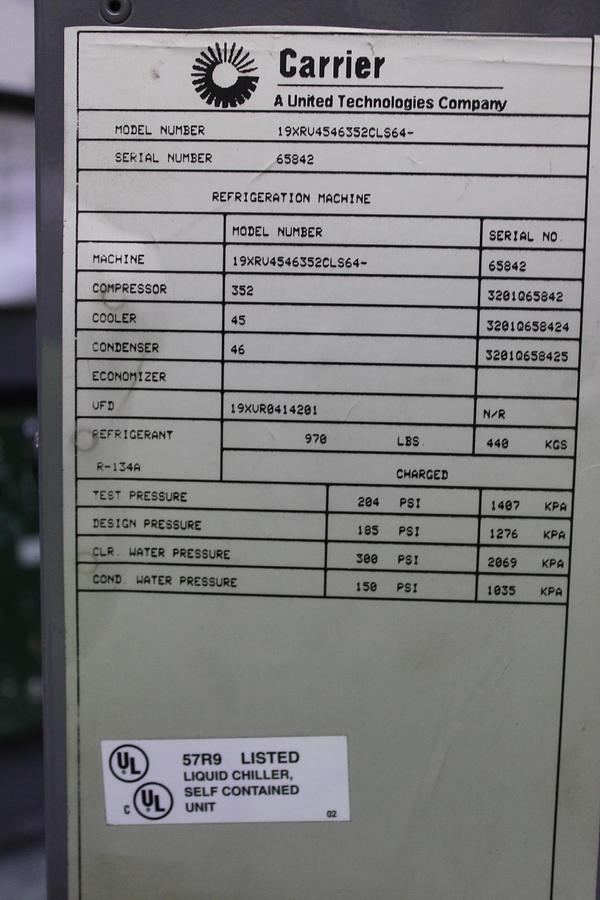 Carrier
A United Technologies Company
MODEL NUMBER 19XRV4546352CLS64-
SERIAL NUMBER 65842
REFRIGERATION MACHINE
MODEL NUMBER SERIAL NO.
MACHINE 19XRV4546352CLS64- 65842
COMPRESSOR 352 3201Q65842
COOLER 45 3201Q658424
CONDENSER 46 3201Q658425
ECONOMIZER
VFD 19XVR0414201 N/R
REFRIGERANT 970 LBS. 440 KGS
R-134A CHARGED
TEST PRESSURE 204 PSI 1407 KPA
DESIGN PRESSURE 185 PSI 1276 KPA
CLR. WATER PRESSURE 300 PSI 2069 KPA
COND. WATER PRESSURE 150 PSI 1035 KPA
UL 57R9 LISTED
LIQUID CHILLER,
C UL SELF CONTAINED
UNIT 02